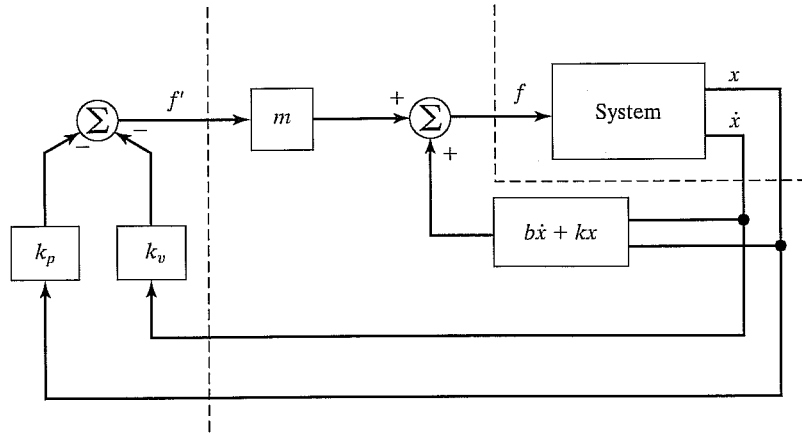 x
f
f'
System
+
m
Σ
Σ
ẋ
−
−
+
bẋ + kx
k_p
k_v